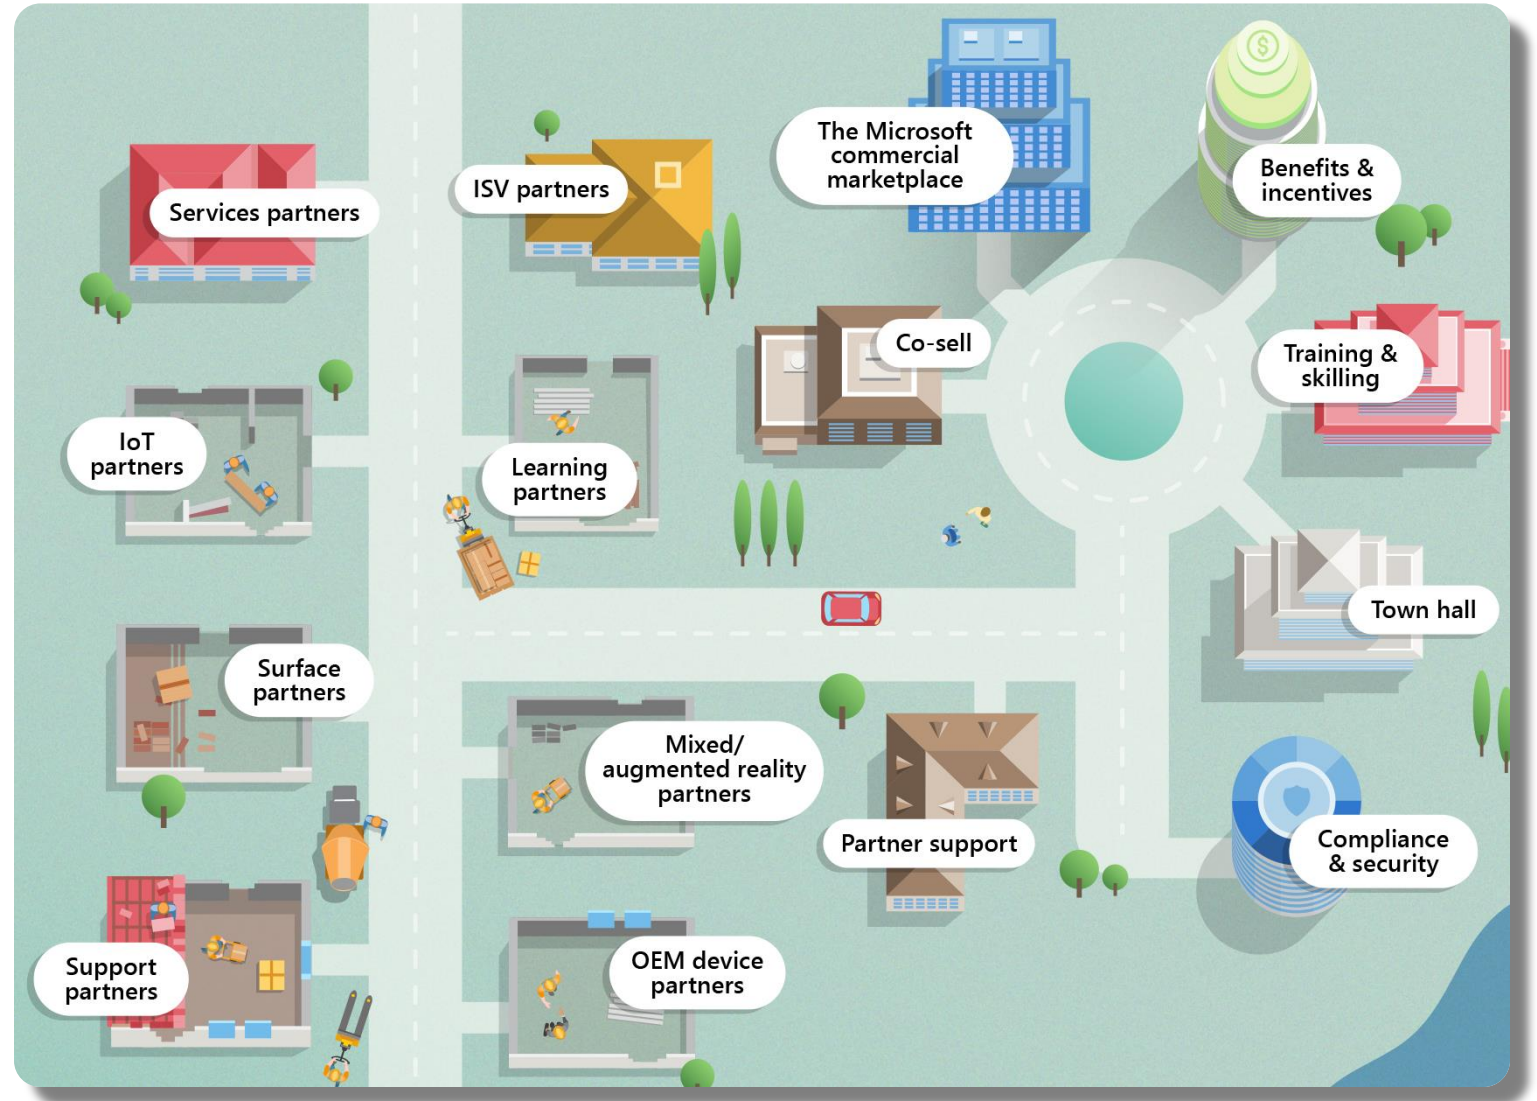 The Microsoft
commercial
marketplace
Benefits &
incentives
Services partners
ISV partners
Co-sell
Training &
skilling
IoT
partners
Learning
partners
Town hall
Surface
partners
Mixed/
augmented reality
partners
Partner support
Compliance
& security
Support
partners
OEM device
partners
$